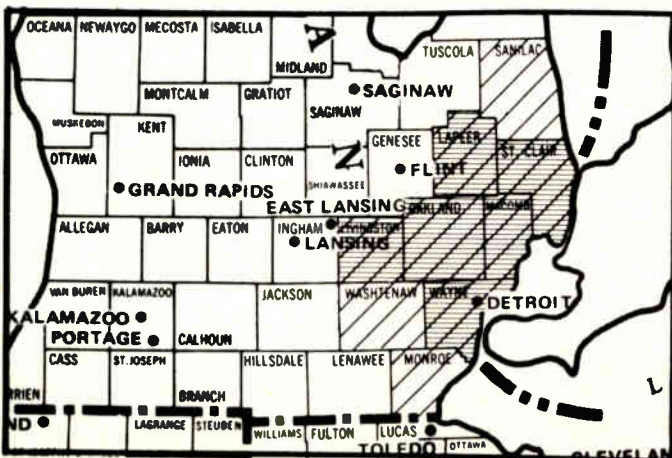 OCEANA NEWAYGO MECOSTA ISABELLA
A
MIDLAND
TUSCOLA SANILAC
SAGINAW
MONTCALM GRATIOT
SAGINAW
MUSKEGON KENT
GENESEE LAPEER
ST. CLAIR
OTTAWA IONIA CLINTON
N
FLINT
SHIAWASSEE
GRAND RAPIDS
EAST LANSING
OAKLAND MACOMB
ALLEGAN BARRY EATON INGHAM LIVINGSTON
LANSING
VAN BUREN KALAMAZOO JACKSON WASHTENAW WAYNE
DETROIT
KALAMAZOO
PORTAGE CALHOUN
CASS ST. JOSEPH HILLSDALE LENAWEE MONROE
L
RRIEN BRANCH
ND
LAGRANGE STEUBEN WILLIAMS FULTON LUCAS
TOLEDO OTTAWA